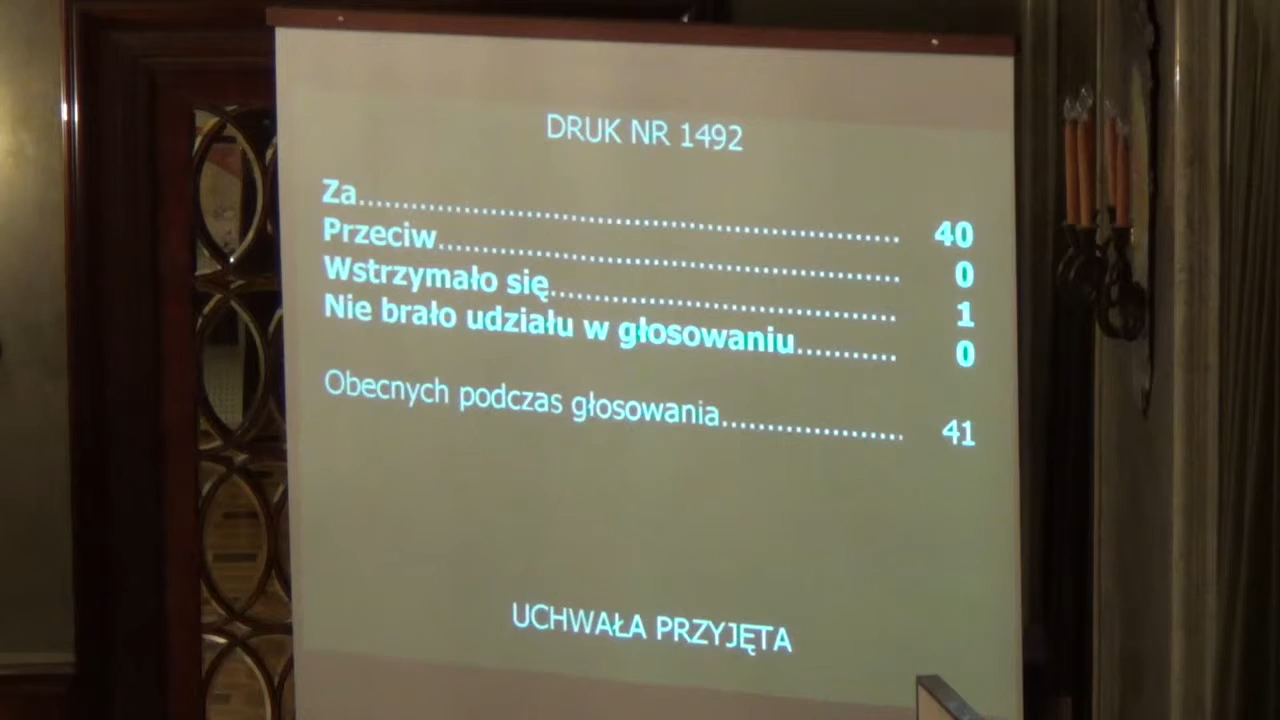 DRUK NR 1492
Za............................................................ 40
Przeciw.................................................... 0
Wstrzymało się....................................... 1
Nie brało udziału w głosowaniu........... 0
Obecnych podczas głosowania................... 41
UCHWAŁA PRZYJĘTA